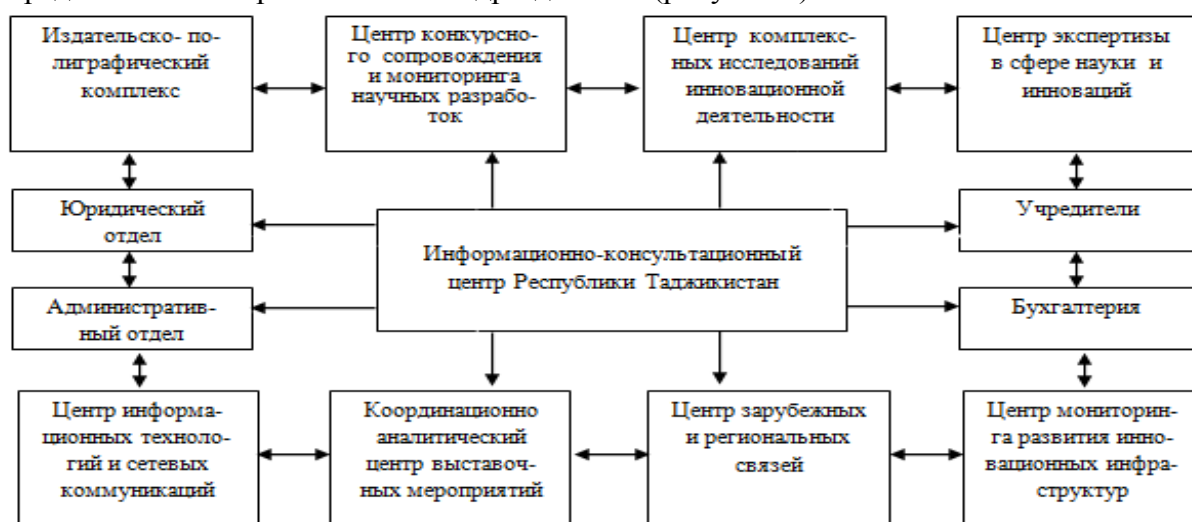 Издательско- по-
лиграфический
комплекс
Центр конкурсно-
го сопровождения
и мониторинга
научных разрабо-
ток
Центр комплекс-
ных исследований
инновационной
деятельности
Центр экспертизы
в сфере науки и
инноваций
Юридический
отдел
Учредители
Информационно-консультационный
центр Республики Таджикистан
Административ-
ный отдел
Бухгалтерия
Центр информа-
ционных техноло-
гий и сетевых
коммуникаций
Координационно
аналитический
центр выставоч-
ных мероприятий
Центр зарубежных
и региональных
связей
Центр мониторин-
га развития инно-
вационных инфра-
структур